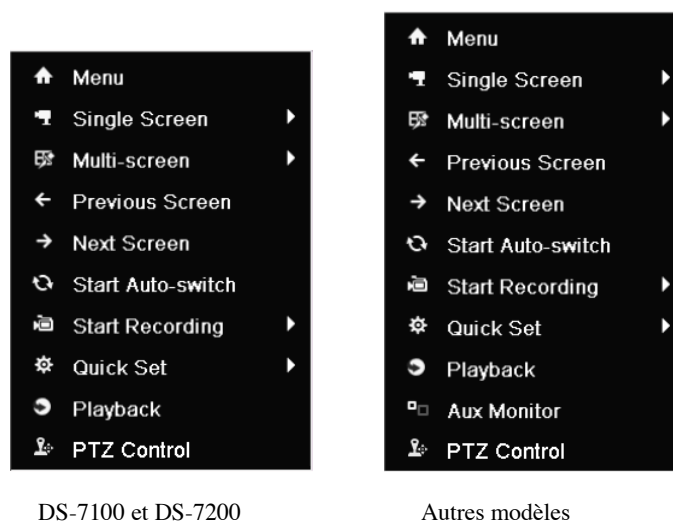 Menu
Single Screen
Multi-screen
Previous Screen
Next Screen
Start Auto-switch
Start Recording
Quick Set
Playback
PTZ Control
DS-7100 et DS-7200
Menu
Single Screen
Multi-screen
Previous Screen
Next Screen
Start Auto-switch
Start Recording
Quick Set
Playback
Aux Monitor
PTZ Control
Autres modèles